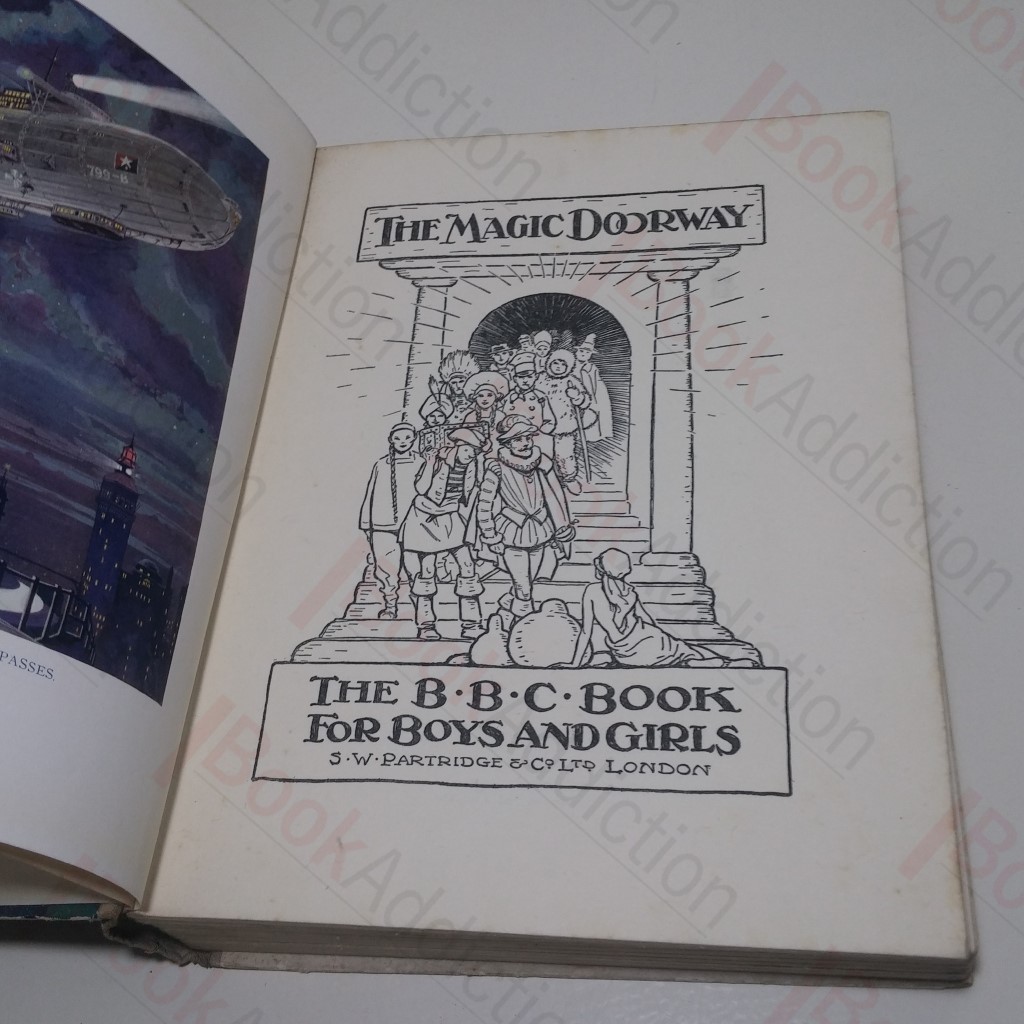 799-B
PASSES.
THE MAGIC DOORWAY
THE B·B·C·BOOK
FOR BOYS AND GIRLS
S·W·PARTRIDGE & CO LTD LONDON
BookAddiction